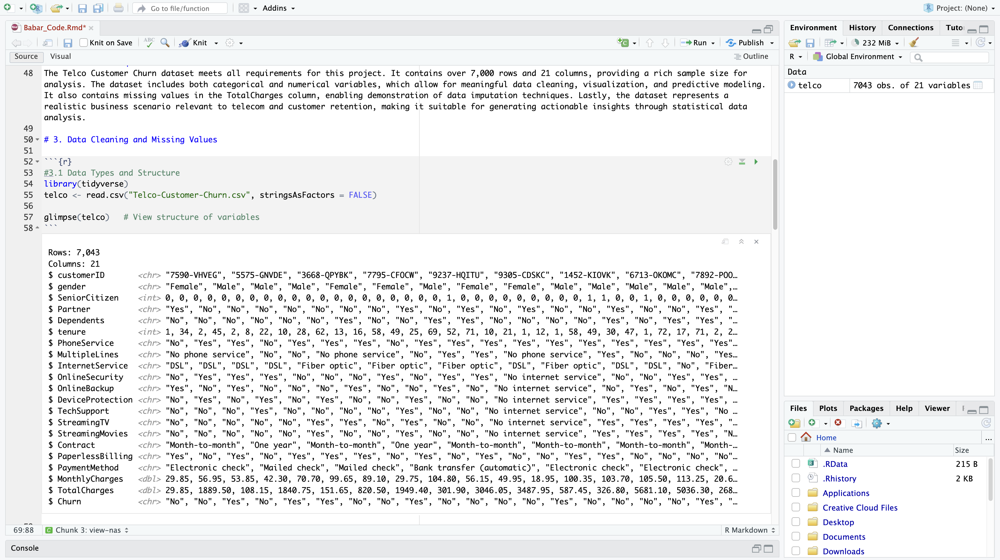 Go to file/function
Addins
Project: (None)
Babar_Code.Rmd*
Knit on Save
ABC
Knit
Run
Publish
Source
Visual
Outline
48 The Telco Customer Churn dataset meets all requirements for this project. It contains over 7,000 rows and 21 columns, providing a rich sample size for
analysis. The dataset includes both categorical and numerical variables, which allow for meaningful data cleaning, visualization, and predictive modeling.
It also contains missing values in the TotalCharges column, enabling demonstration of data imputation techniques. Lastly, the dataset represents a
realistic business scenario relevant to telecom and customer retention, making it suitable for generating actionable insights through statistical data
analysis.
49
50 # 3. Data Cleaning and Missing Values
51
52 ```{r}
53 #3.1 Data Types and Structure
54 library(tidyverse)
55 telco <- read.csv("Telco-Customer-Churn.csv", stringsAsFactors = FALSE)
56
57 glimpse(telco)   # View structure of variables
58 ```
Rows: 7,043
Columns: 21
$ customerID <chr> "7590-VHVEG", "5575-GNVDE", "3668-QPYBK", "7795-CFOCW", "9237-HQITU", "9305-CDSKC", "1452-KIOVK", "6713-OKOMC", "7892-POO…
$ gender <chr> "Female", "Male", "Male", "Male", "Female", "Female", "Male", "Female", "Female", "Male", "Male", "Male", "Male", "Male",…
$ SeniorCitizen <int> 0, 0, 0, 0, 0, 0, 0, 0, 0, 0, 0, 0, 0, 0, 0, 0, 0, 0, 0, 0, 1, 0, 0, 0, 0, 0, 0, 0, 0, 0, 1, 1, 0, 0, 1, 0, 0, 0, 0, 0, 0…
$ Partner <chr> "Yes", "No", "No", "No", "No", "No", "No", "No", "Yes", "No", "Yes", "No", "Yes", "No", "No", "Yes", "No", "No", "Yes", "…
$ Dependents <chr> "No", "No", "No", "No", "No", "No", "Yes", "No", "No", "Yes", "Yes", "No", "No", "No", "No", "Yes", "No", "Yes", "Yes", "…
$ tenure <int> 1, 34, 2, 45, 2, 8, 22, 10, 28, 62, 13, 16, 58, 49, 25, 69, 52, 71, 10, 21, 1, 12, 1, 58, 49, 30, 47, 1, 72, 17, 71, 2, 2…
$ PhoneService <chr> "No", "Yes", "Yes", "No", "Yes", "Yes", "Yes", "No", "Yes", "Yes", "Yes", "Yes", "Yes", "Yes", "Yes", "Yes", "Yes", "Yes"…
$ MultipleLines <chr> "No phone service", "No", "No", "No phone service", "No", "Yes", "Yes", "No phone service", "Yes", "No", "No", "No", "Yes…
$ InternetService <chr> "DSL", "DSL", "DSL", "DSL", "Fiber optic", "Fiber optic", "Fiber optic", "DSL", "Fiber optic", "DSL", "DSL", "No", "Fiber…
$ OnlineSecurity <chr> "No", "Yes", "Yes", "Yes", "No", "No", "No", "Yes", "No", "Yes", "Yes", "No internet service", "No", "No", "Yes", "Yes", …
$ OnlineBackup <chr> "Yes", "No", "Yes", "No", "No", "No", "Yes", "No", "No", "Yes", "No", "No internet service", "No", "Yes", "No", "Yes", "N…
$ DeviceProtection <chr> "No", "Yes", "No", "Yes", "No", "Yes", "No", "No", "Yes", "No", "No", "No internet service", "Yes", "Yes", "Yes", "Yes", …
$ TechSupport <chr> "No", "No", "No", "Yes", "No", "No", "No", "No", "Yes", "No", "No", "No internet service", "No", "No", "Yes", "Yes", "No …
$ StreamingTV <chr> "No", "No", "No", "No", "No", "Yes", "Yes", "No", "Yes", "No", "No", "No internet service", "Yes", "Yes", "Yes", "Yes", "…
$ StreamingMovies <chr> "No", "No", "No", "No", "No", "Yes", "No", "No", "Yes", "No", "No", "No internet service", "Yes", "Yes", "Yes", "Yes", "N…
$ Contract <chr> "Month-to-month", "One year", "Month-to-month", "One year", "Month-to-month", "Month-to-month", "Month-to-month", "Month-…
$ PaperlessBilling <chr> "Yes", "No", "Yes", "No", "Yes", "Yes", "Yes", "No", "Yes", "No", "Yes", "No", "No", "Yes", "Yes", "No", "No", "No", "No"…
$ PaymentMethod <chr> "Electronic check", "Mailed check", "Mailed check", "Bank transfer (automatic)", "Electronic check", "Electronic check", …
$ MonthlyCharges <dbl> 29.85, 56.95, 53.85, 42.30, 70.70, 99.65, 89.10, 29.75, 104.80, 56.15, 49.95, 18.95, 100.35, 103.70, 105.50, 113.25, 20.6…
$ TotalCharges <dbl> 29.85, 1889.50, 108.15, 1840.75, 151.65, 820.50, 1949.40, 301.90, 3046.05, 3487.95, 587.45, 326.80, 5681.10, 5036.30, 268…
$ Churn <chr> "No", "No", "Yes", "No", "Yes", "Yes", "No", "No", "Yes", "No", "No", "No", "No", "Yes", "No", "No", "No", "No", "Yes", "…
69:88
Chunk 3: view-nas
R Markdown
Console
Environment
History
Connections
Tuto
232 MiB
R
Global Environment
Data
telco
7043 obs. of 21 variables
Files
Plots
Packages
Help
Viewer
Home
...
Name
Size
.RData
215 B
.Rhistory
2 KB
Applications
Creative Cloud Files
Desktop
Documents
Downloads